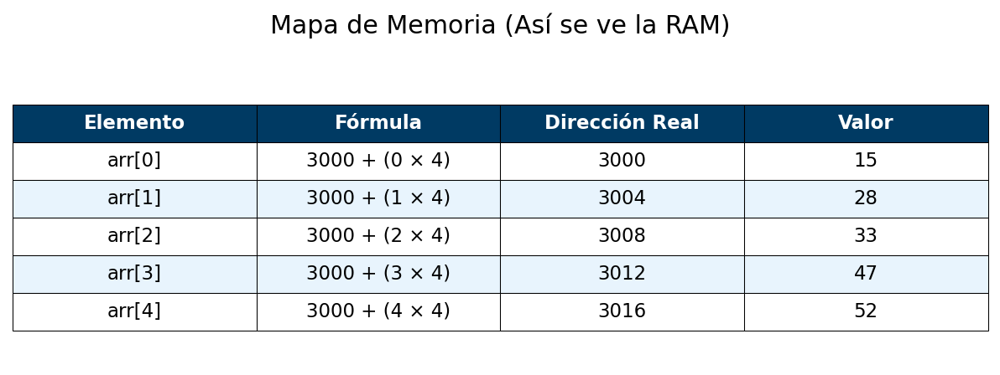 Mapa de Memoria (Así se ve la RAM)
Elemento Fórmula Dirección Real Valor
arr[0] 3000 + (0 × 4) 3000 15
arr[1] 3000 + (1 × 4) 3004 28
arr[2] 3000 + (2 × 4) 3008 33
arr[3] 3000 + (3 × 4) 3012 47
arr[4] 3000 + (4 × 4) 3016 52